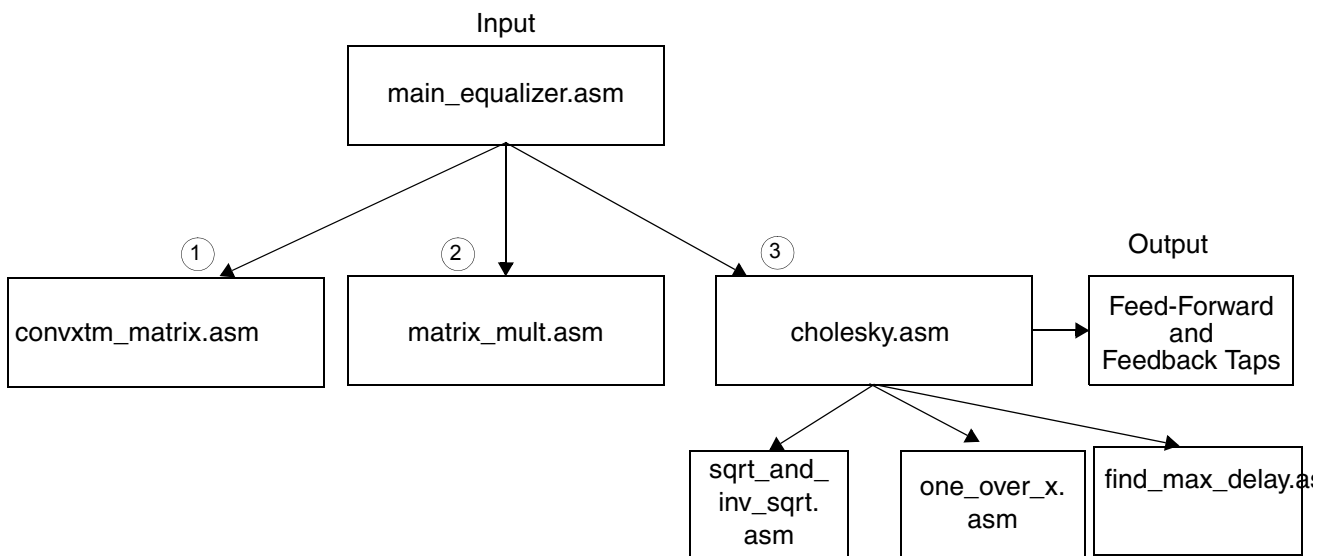 Input
main_equalizer.asm
1
2
3
Output
convxtm_matrix.asm
matrix_mult.asm
cholesky.asm
Feed-Forward
and
Feedback Taps
sqrt_and_
inv_sqrt.
asm
one_over_x.
asm
find_max_delay.as